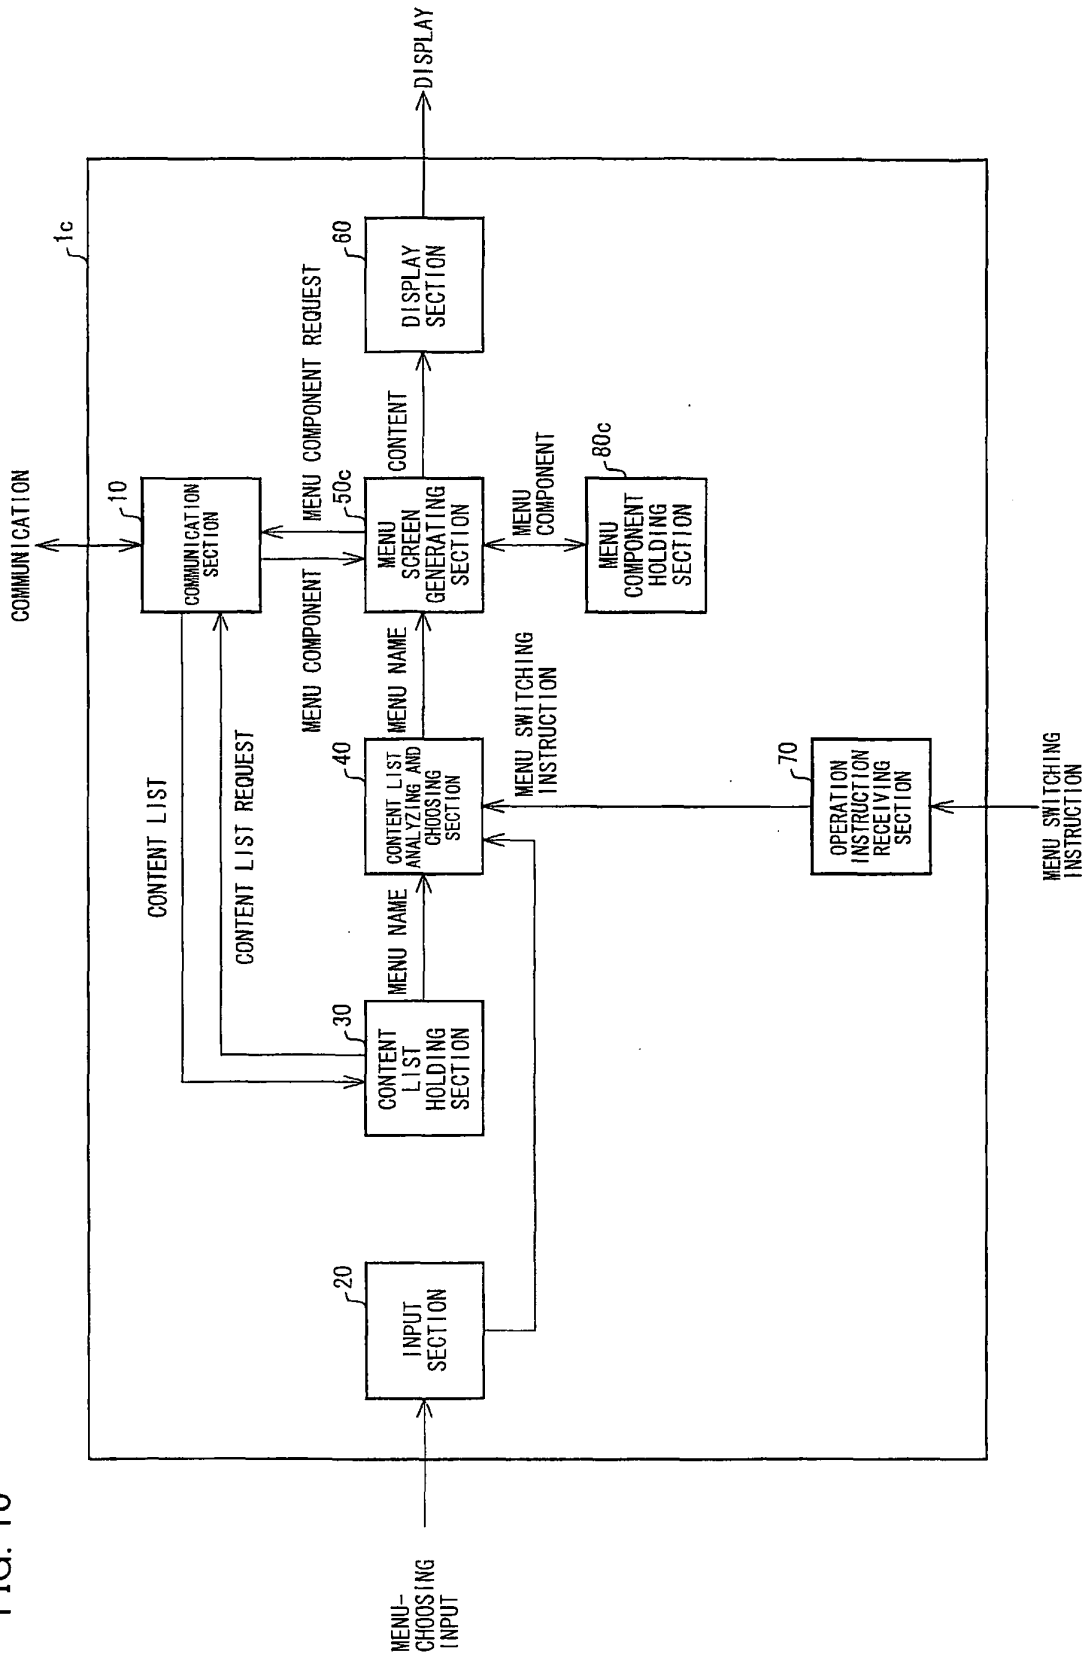 FIG. 10
COMMUNICATION
1c
10
COMMUNICATION
SECTION
CONTENT LIST
CONTENT LIST REQUEST
MENU COMPONENT
MENU COMPONENT REQUEST
MENU-
CHOOSING
INPUT
20
INPUT
SECTION
30
CONTENT
LIST
HOLDING
SECTION
MENU NAME
40
CONTENT LIST
ANALYZING AND
CHOOSING
SECTION
MENU NAME
50c
MENU
SCREEN
GENERATING
SECTION
CONTENT
60
DISPLAY
SECTION
DISPLAY
MENU SWITCHING
INSTRUCTION
MENU
COMPONENT
80c
MENU
COMPONENT
HOLDING
SECTION
70
OPERATION
INSTRUCTION
RECEIVING
SECTION
MENU SWITCHING
INSTRUCTION